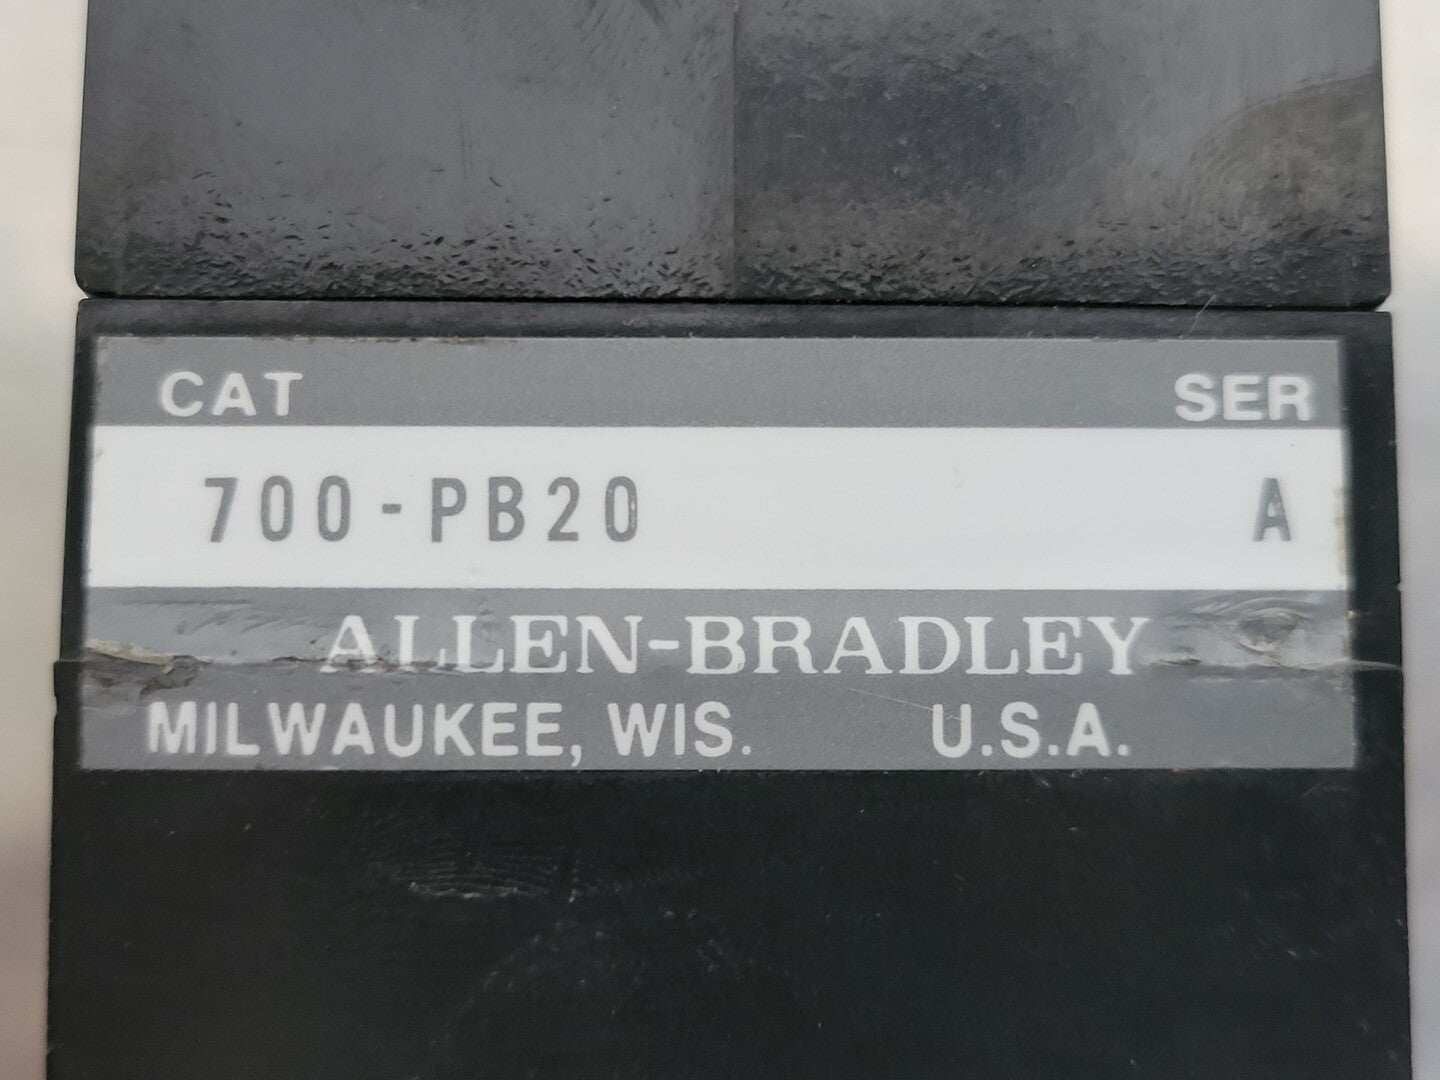 CAT SER
700-PB20 A
ALLEN-BRADLEY
MILWAUKEE, WIS. U.S.A.